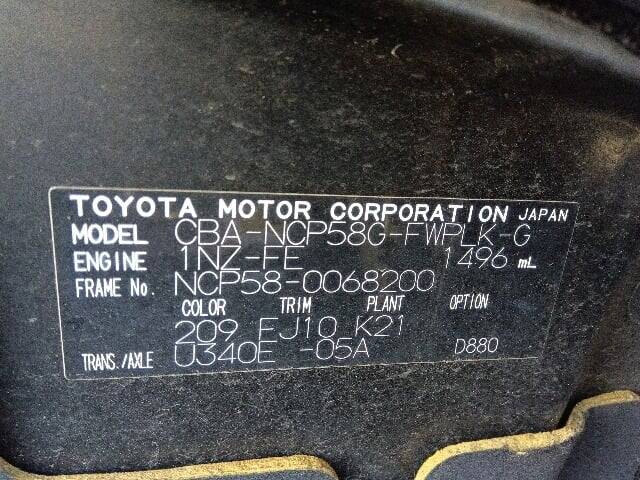 TOYOTA MOTOR CORPORATION JAPAN
MODEL CBA-NCP58G-FWPLK-G
ENGINE 1NZ-FE 1496 mL
FRAME No. NCP58-0068200
COLOR TRIM PLANT OPTION
209 FJ10 K21
TRANS./AXLE U340E -05A D880